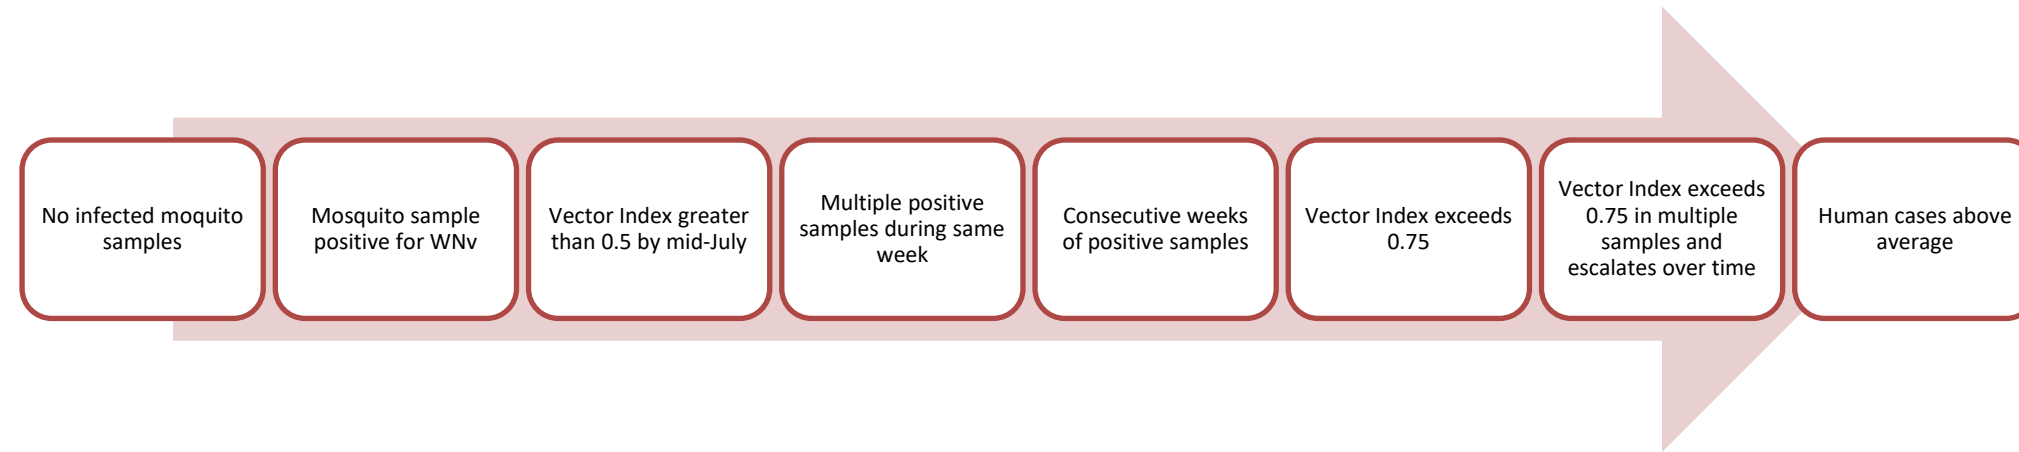 No infected moquito
samples
Mosquito sample
positive for WNv
Vector Index greater
than 0.5 by mid-July
Multiple positive
samples during same
week
Consecutive weeks
of positive samples
Vector Index exceeds
0.75
Vector Index exceeds
0.75 in multiple
samples and
escalates over time
Human cases above
average